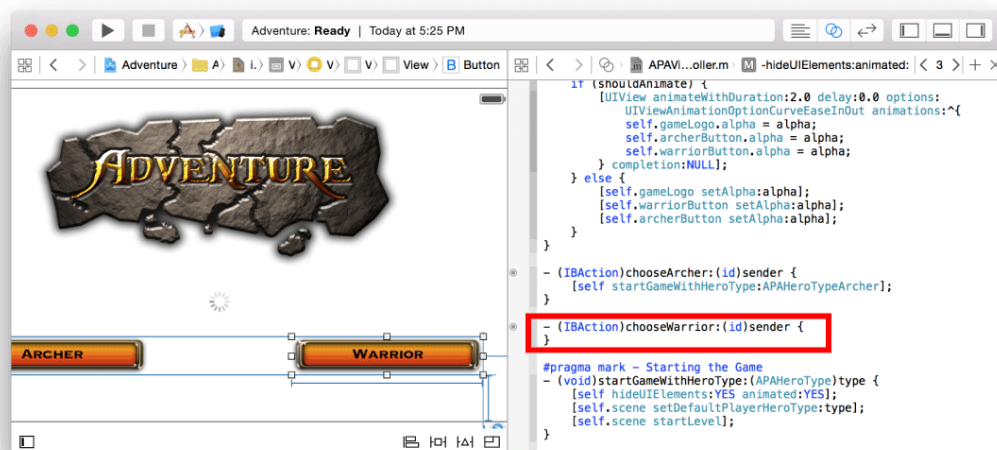 Adventure: Ready | Today at 5:25 PM
Adventure 〉 A 〉 i. 〉 V 〉 V 〉 V 〉 View 〉 B Button
m APAVi...oller.m 〉 M -hideUIElements:animated: < 3 > + ×
ADVENTURE
ARCHER
WARRIOR
if (shouldAnimate) {
[UIView animateWithDuration:2.0 delay:0.0 options:
UIViewAnimationOptionCurveEaseInOut animations:^{
self.gameLogo.alpha = alpha;
self.archerButton.alpha = alpha;
self.warriorButton.alpha = alpha;
} completion:NULL];
} else {
[self.gameLogo setAlpha:alpha];
[self.warriorButton setAlpha:alpha];
[self.archerButton setAlpha:alpha];
}
}
- (IBAction)chooseArcher:(id)sender {
[self startGameWithHeroType:APAHeroTypeArcher];
}
- (IBAction)chooseWarrior:(id)sender {
}
#pragma mark - Starting the Game
- (void)startGameWithHeroType:(APAHeroType)type {
[self hideUIElements:YES animated:YES];
[self.scene setDefaultPlayerHeroType:type];
[self.scene startLevel];
}